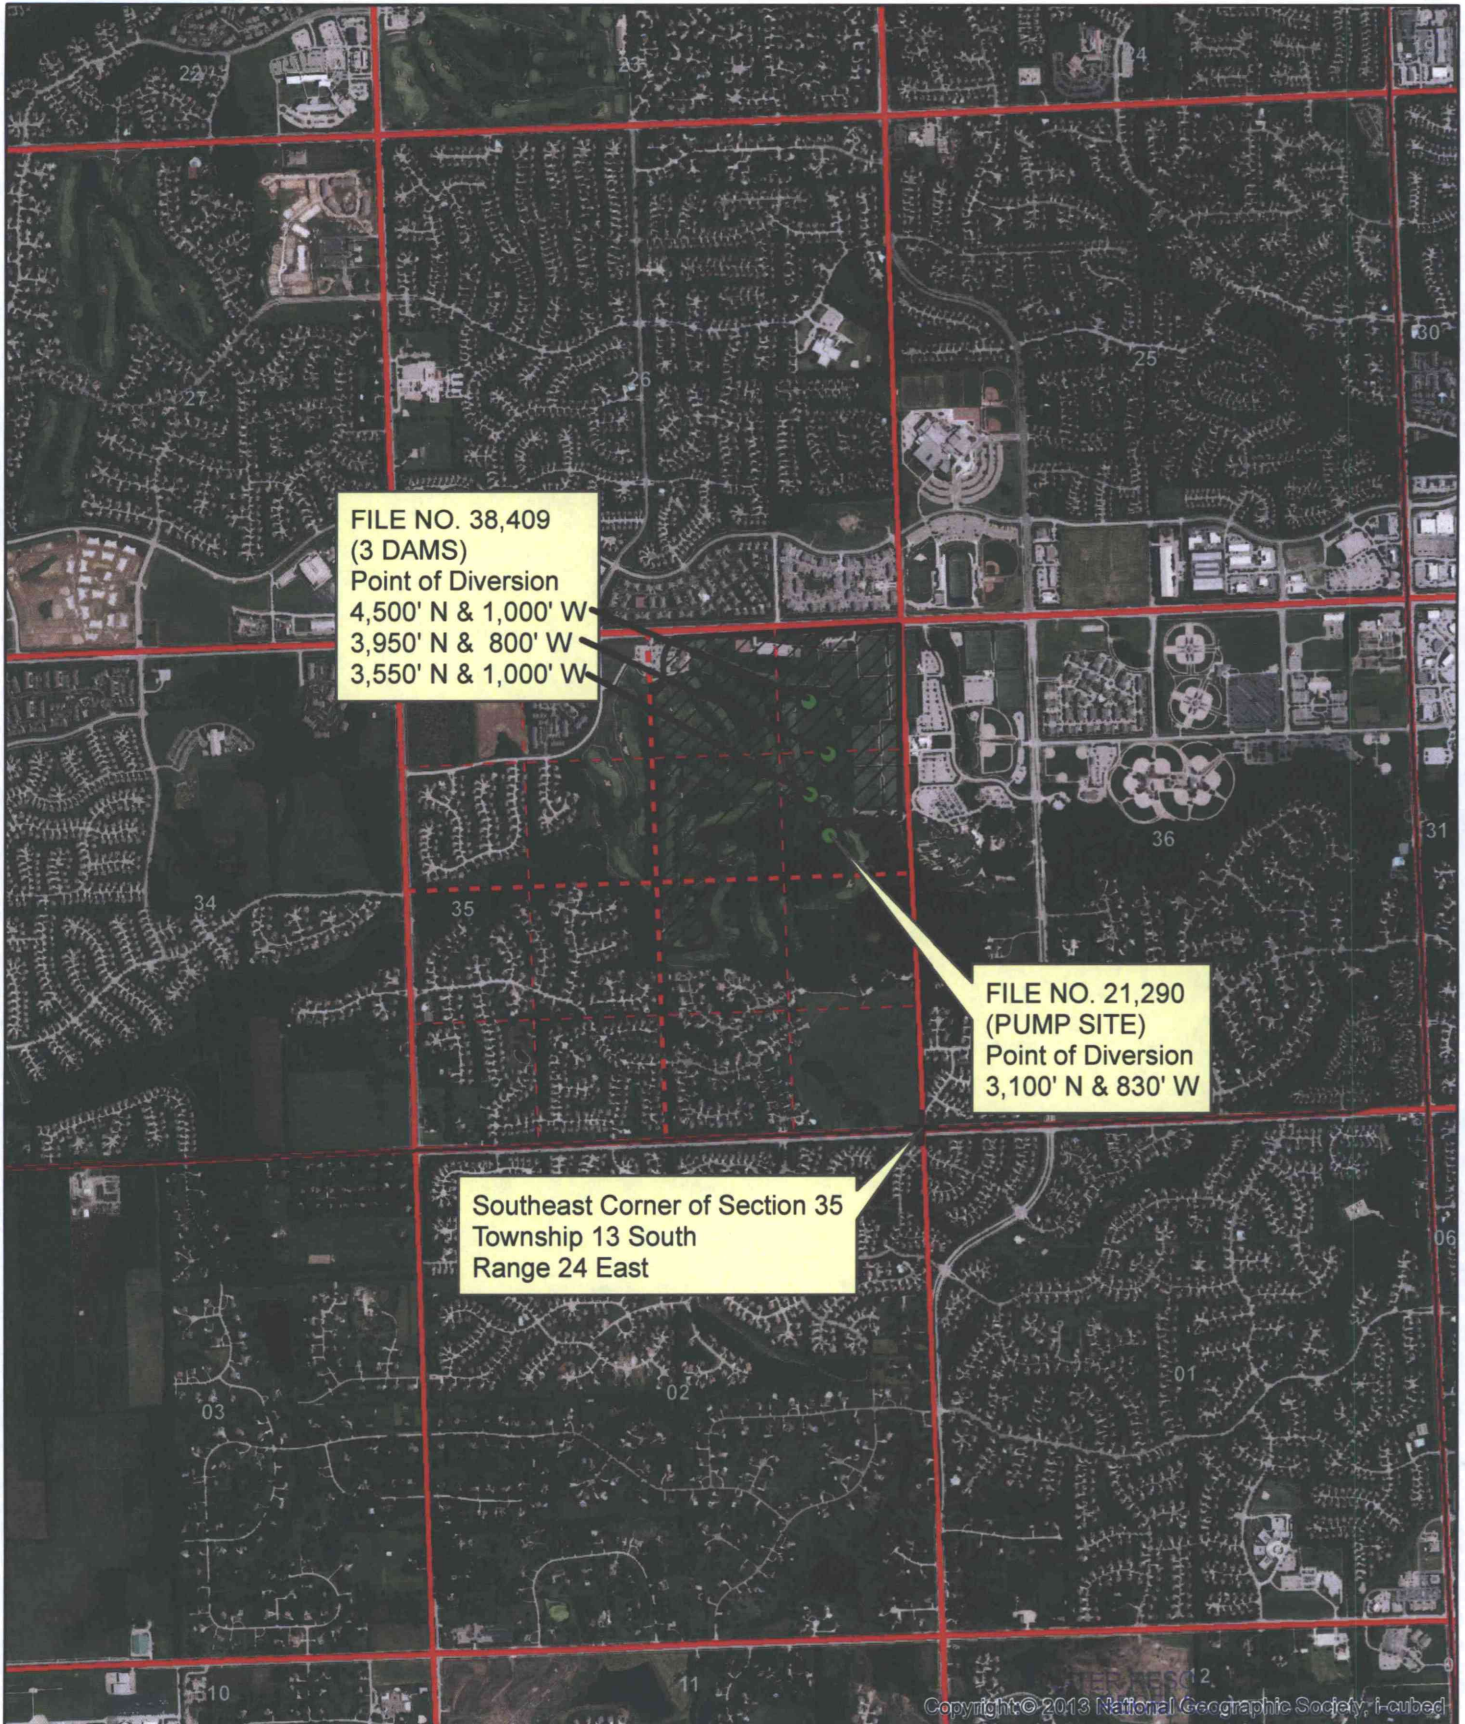 22
23
24
30
25
26
27
FILE NO. 38,409
(3 DAMS)
Point of Diversion
4,500' N & 1,000' W
3,950' N & 800' W
3,550' N & 1,000' W
36
31
34
35
FILE NO. 21,290
(PUMP SITE)
Point of Diversion
3,100' N & 830' W
Southeast Corner of Section 35
Township 13 South
Range 24 East
06
01
02
03
10
11
12
Copyright:© 2013 National Geographic Society, i-cubed